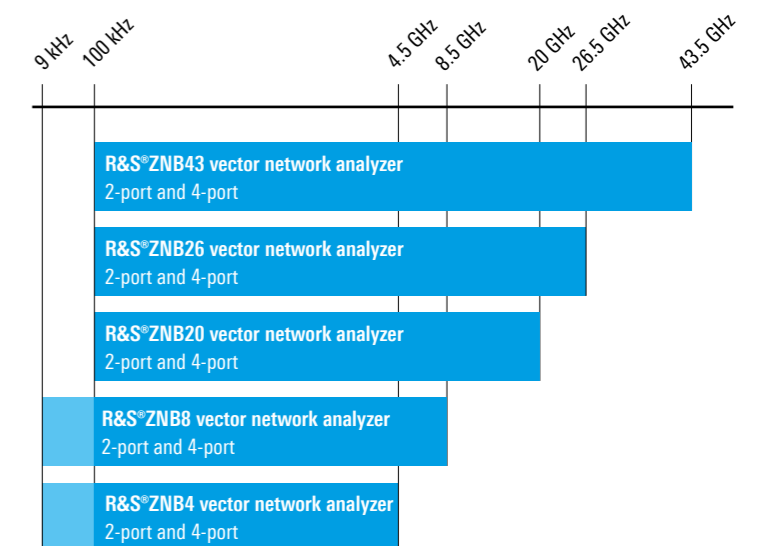 9 kHz
100 kHz
4.5 GHz
8.5 GHz
20 GHz
26.5 GHz
43.5 GHz
R&S®ZNB43 vector network analyzer
2-port and 4-port
R&S®ZNB26 vector network analyzer
2-port and 4-port
R&S®ZNB20 vector network analyzer
2-port and 4-port
R&S®ZNB8 vector network analyzer
2-port and 4-port
R&S®ZNB4 vector network analyzer
2-port and 4-port